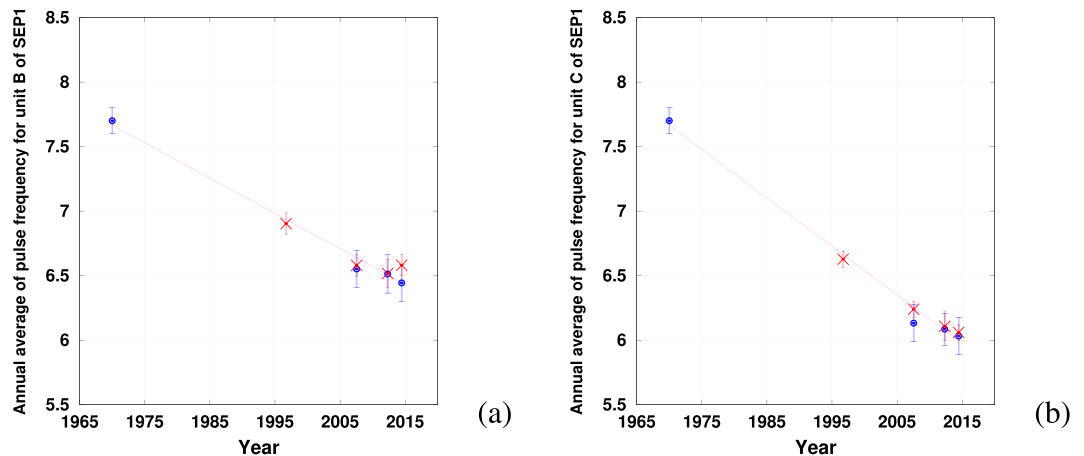 Annual average of pulse frequency for unit B of SEP1
8.5
8
7.5
7
6.5
6
5.5
1965 1975 1985 1995 2005 2015
Year
(a)
Annual average of pulse frequency for unit C of SEP1
8.5
8
7.5
7
6.5
6
5.5
1965 1975 1985 1995 2005 2015
Year
(b)